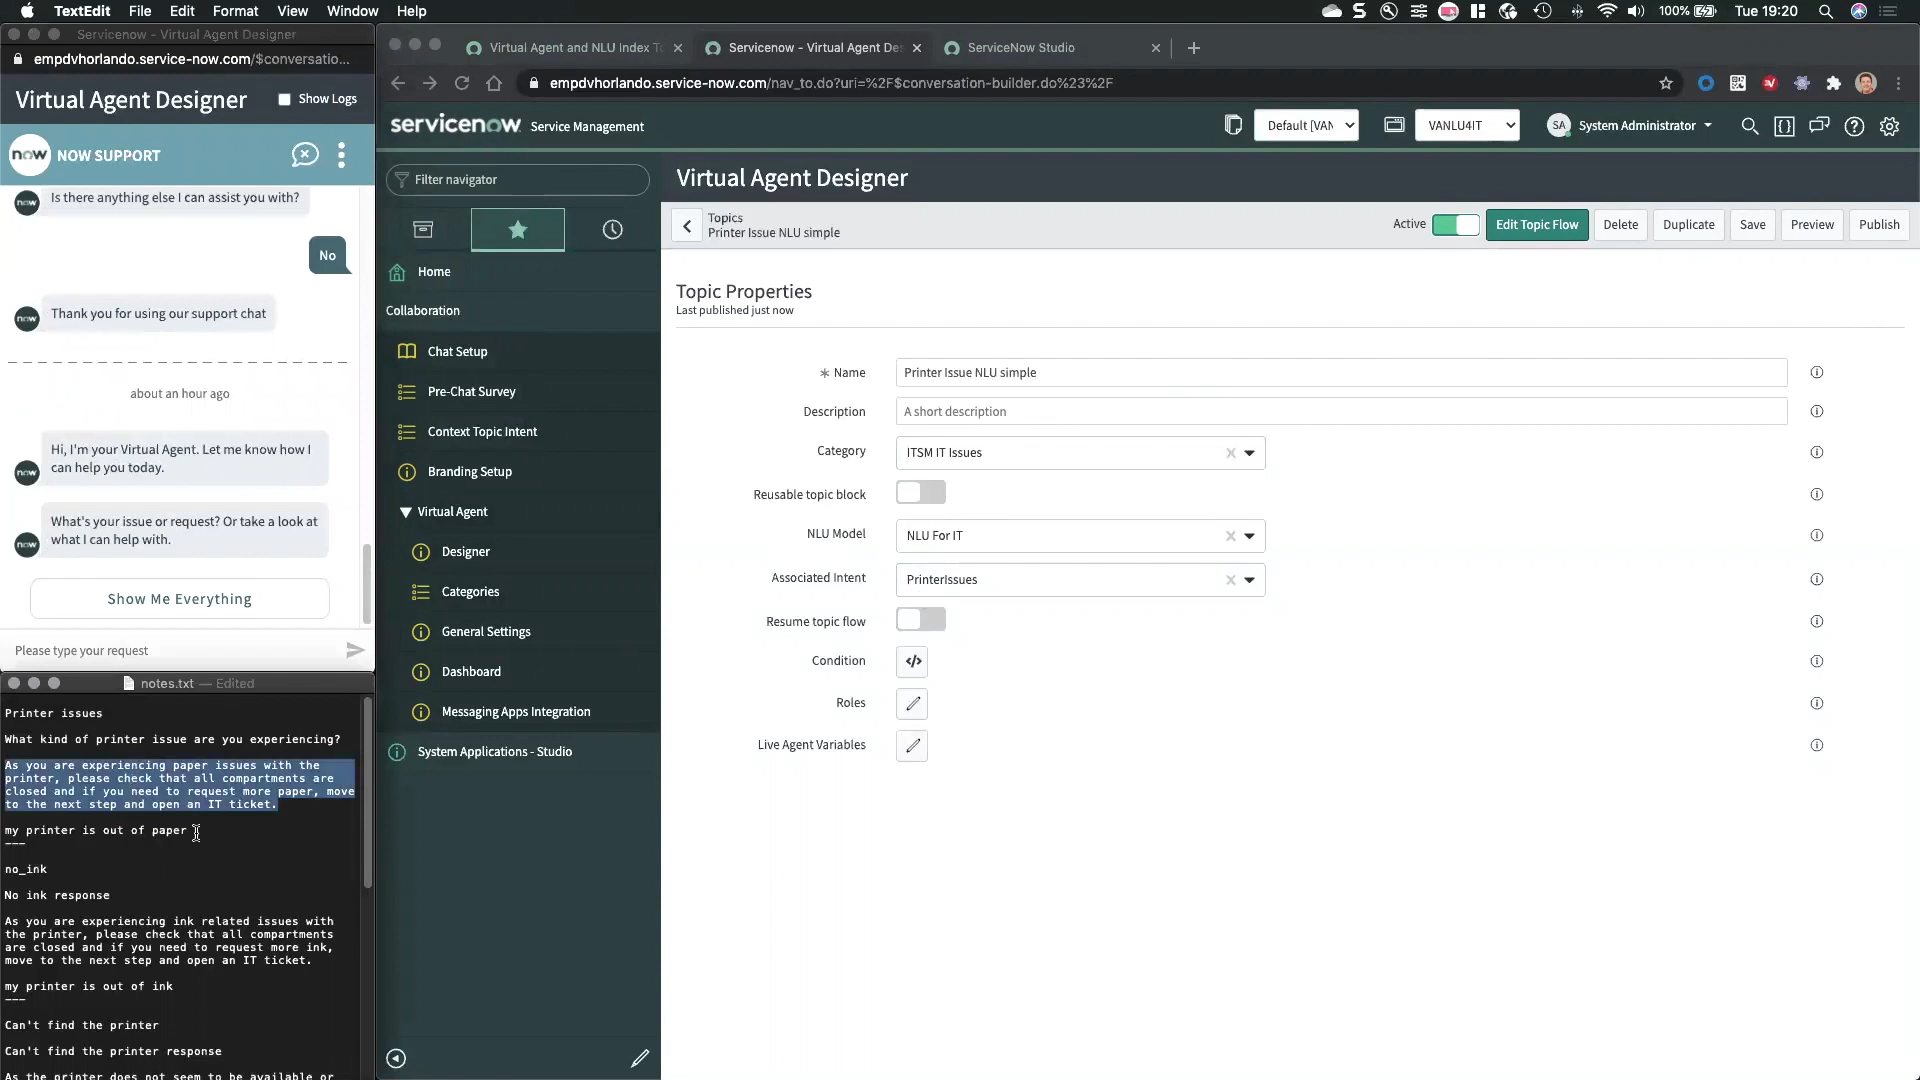 TextEdit File Edit Format View Window Help
100% Tue 19:20
Servicenow - Virtual Agent Designer
empdvhorlando.service-now.com/$conversatio...
Virtual Agent Designer
Show Logs
now NOW SUPPORT
Is there anything else I can assist you with?
No
Thank you for using our support chat
about an hour ago
Hi, I'm your Virtual Agent. Let me know how I
can help you today.
What's your issue or request? Or take a look at
what I can help with.
Show Me Everything
Please type your request
notes.txt — Edited
Printer issues
What kind of printer issue are you experiencing?
As you are experiencing paper issues with the
printer, please check that all compartments are
closed and if you need to request more paper, move
to the next step and open an IT ticket.
my printer is out of paper
---
no_ink
No ink response
As you are experiencing ink related issues with
the printer, please check that all compartments
are closed and if you need to request more ink,
move to the next step and open an IT ticket.
my printer is out of ink
---
Can't find the printer
Can't find the printer response
As the printer does not seem to be available or
Virtual Agent and NLU Index To
Servicenow - Virtual Agent Des
ServiceNow Studio
empdvhorlando.service-now.com/nav_to.do?uri=%2F$conversation-builder.do%23%2F
servicenow Service Management
Default [VAN
VANLU4IT
SA System Administrator
Filter navigator
Home
Collaboration
Chat Setup
Pre-Chat Survey
Context Topic Intent
Branding Setup
Virtual Agent
Designer
Categories
General Settings
Dashboard
Messaging Apps Integration
System Applications - Studio
Virtual Agent Designer
Topics
Printer Issue NLU simple
Active
Edit Topic Flow
Delete
Duplicate
Save
Preview
Publish
Topic Properties
Last published just now
Name Printer Issue NLU simple
Description A short description
Category ITSM IT Issues
Reusable topic block
NLU Model NLU For IT
Associated Intent PrinterIssues
Resume topic flow
Condition
Roles
Live Agent Variables